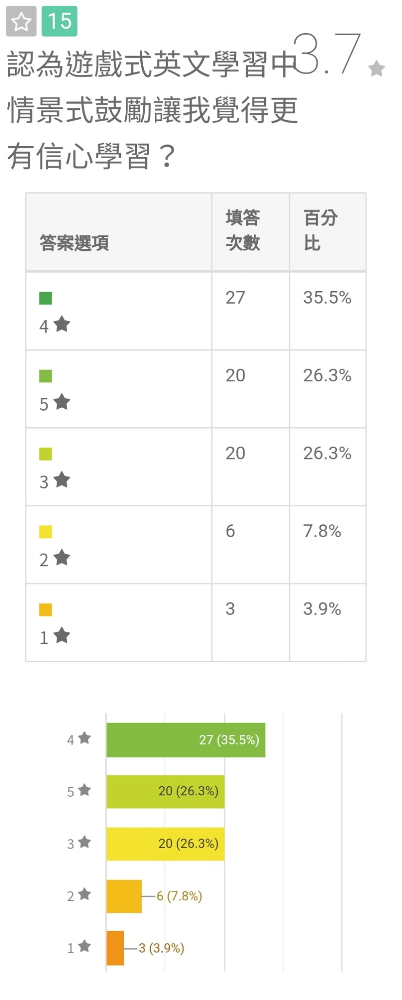 15
3.7
認為遊戲式英文學習中
情景式鼓勵讓我覺得更
有信心學習？
答案選項 填答次數 百分比
4 27 35.5%
5 20 26.3%
3 20 26.3%
2 6 7.8%
1 3 3.9%
4 27 (35.5%)
5 20 (26.3%)
3 20 (26.3%)
2 6 (7.8%)
1 3 (3.9%)